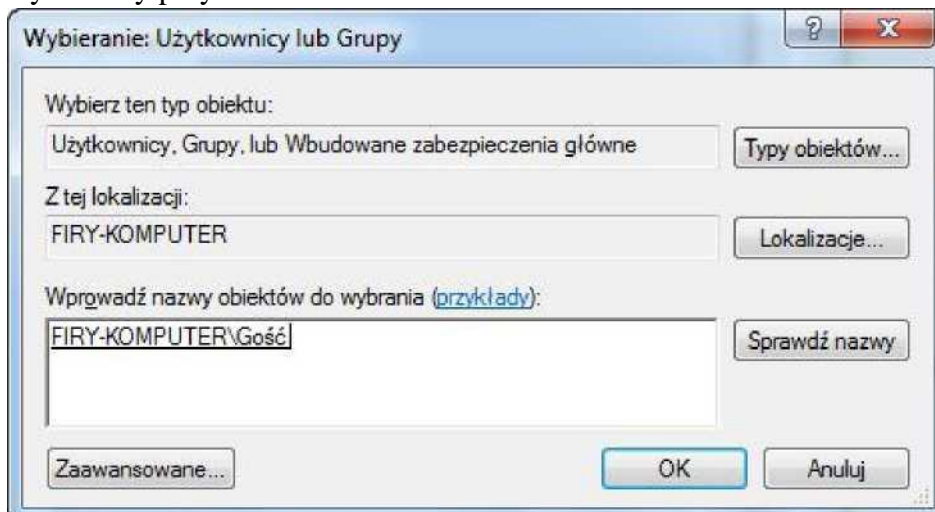 Wybieranie: Użytkownicy lub Grupy
Wybierz ten typ obiektu:
Użytkownicy, Grupy, lub Wbudowane zabezpieczenia główne
Typy obiektów...
Z tej lokalizacji:
FIRY-KOMPUTER
Lokalizacje...
Wprowadź nazwy obiektów do wybrania (przykłady):
FIRY-KOMPUTER\Gość
Sprawdź nazwy
Zaawansowane...
OK
Anuluj